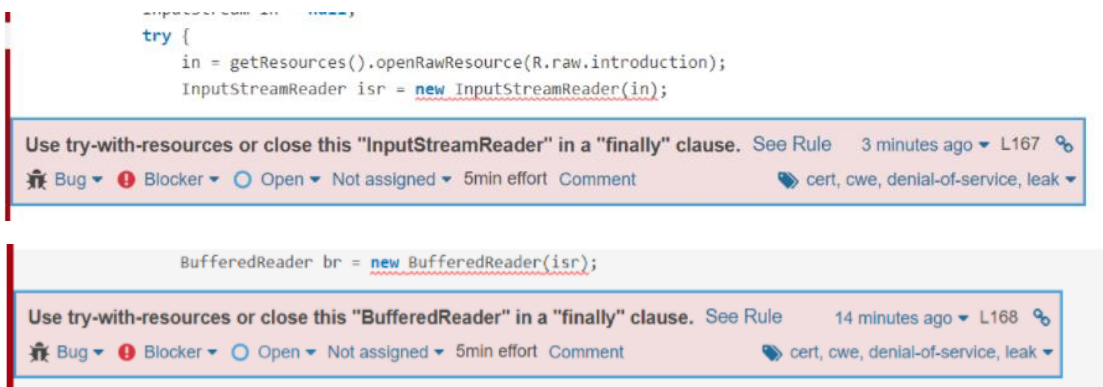 try {
in = getResources().openRawResource(R.raw.introduction);
InputStreamReader isr = new InputStreamReader(in);
Use try-with-resources or close this "InputStreamReader" in a "finally" clause. See Rule 3 minutes ago L167
Bug Blocker Open Not assigned 5min effort Comment cert, cwe, denial-of-service, leak
BufferedReader br = new BufferedReader(isr);
Use try-with-resources or close this "BufferedReader" in a "finally" clause. See Rule 14 minutes ago L168
Bug Blocker Open Not assigned 5min effort Comment cert, cwe, denial-of-service, leak